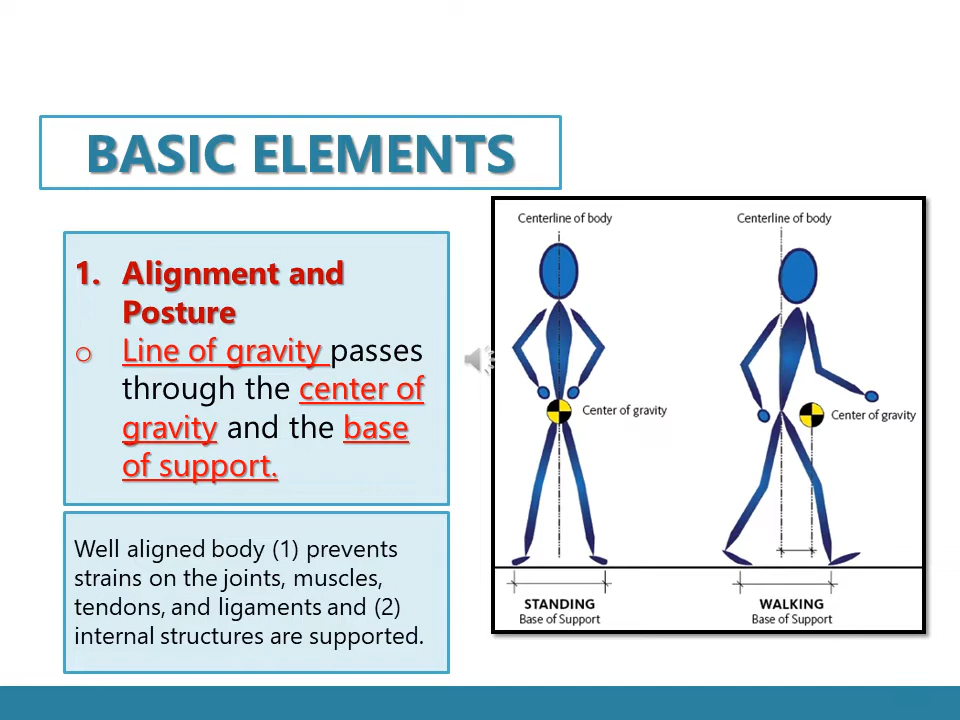 BASIC ELEMENTS
1. Alignment and
Posture
o Line of gravity passes
through the center of
gravity and the base
of support.
Well aligned body (1) prevents
strains on the joints, muscles,
tendons, and ligaments and (2)
internal structures are supported.
Centerline of body
Center of gravity
STANDING
Base of Support
Centerline of body
Center of gravity
WALKING
Base of Support